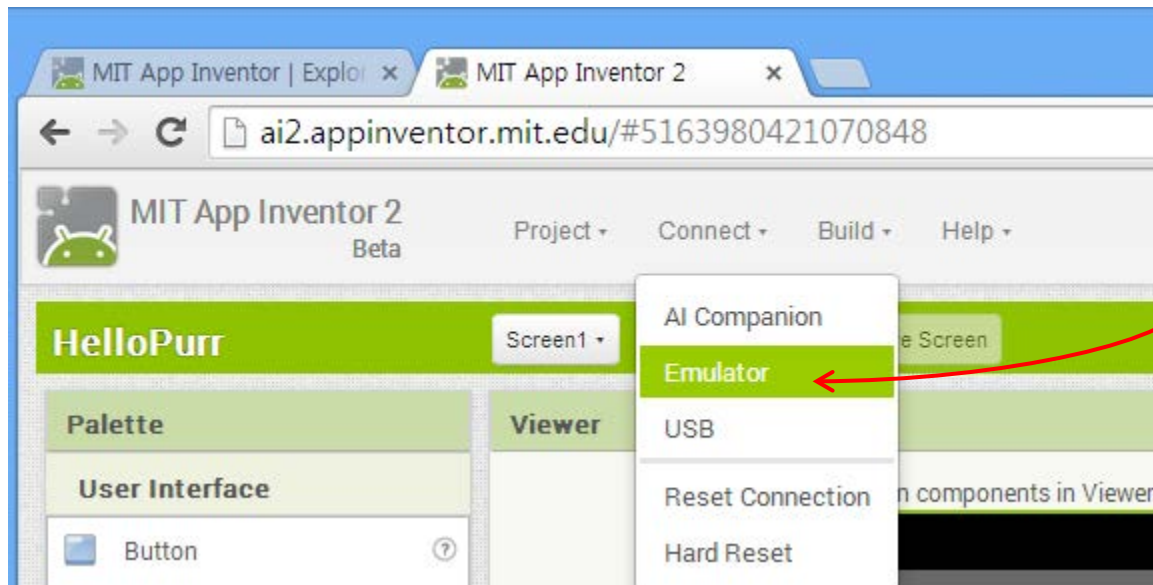 MIT App Inventor | Explor
MIT App Inventor 2
ai2.appinventor.mit.edu/#5163980421070848
MIT App Inventor 2
Beta
Project
Connect
Build
Help
HelloPurr
Screen1
AI Companion
Emulator
USB
Reset Connection
Hard Reset
e Screen
Palette
Viewer
User Interface
n components in Viewer
Button
?